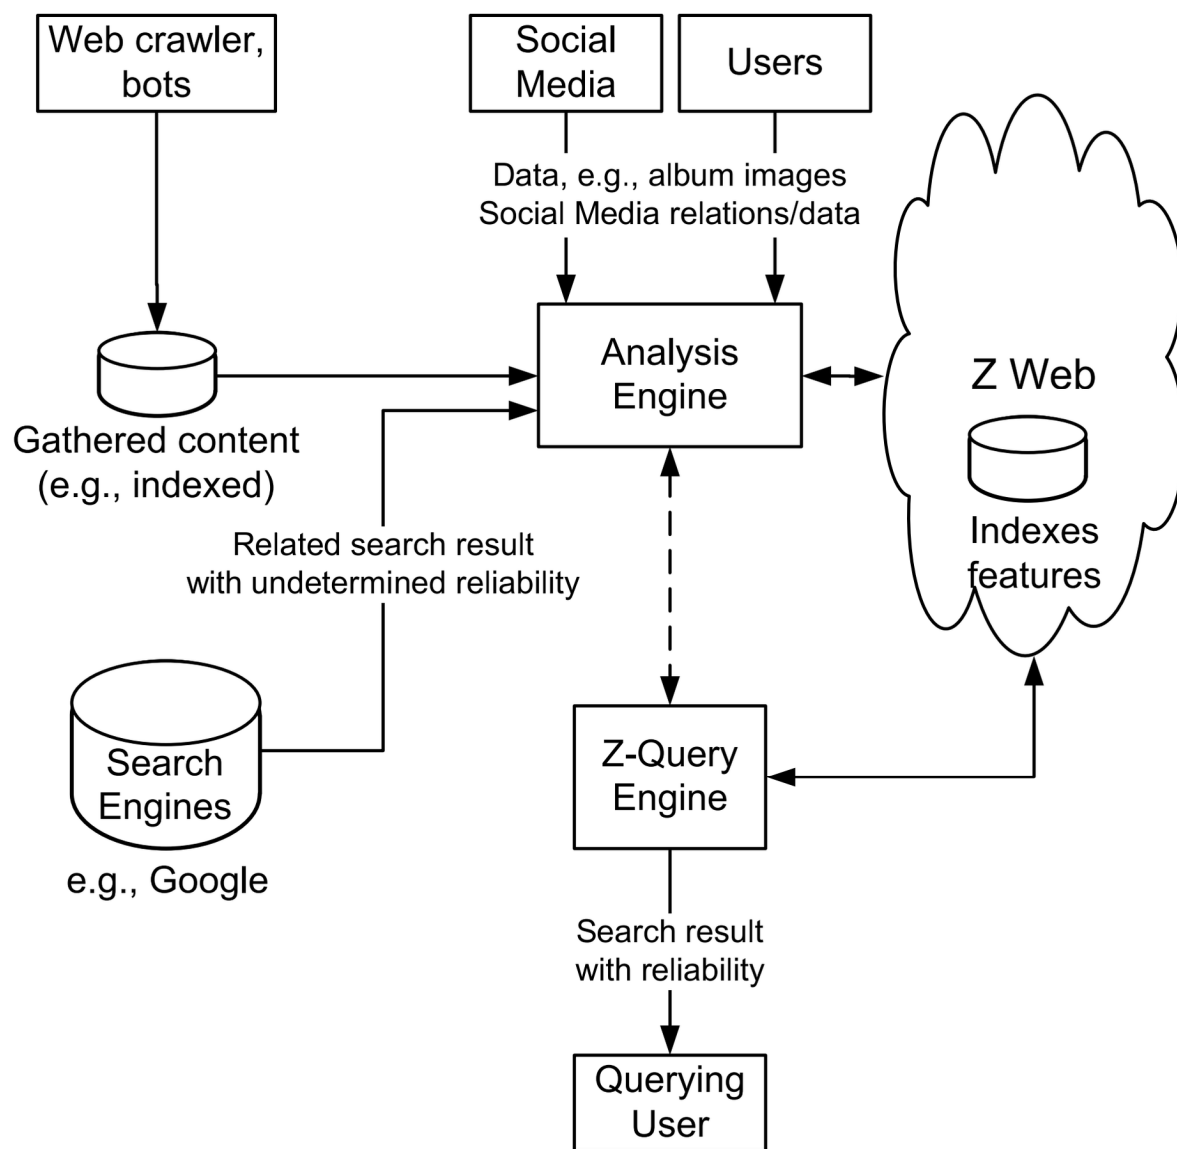 Web crawler,
bots
Social
Media
Users
Data, e.g., album images
Social Media relations/data
Analysis
Engine
Z Web
Indexes
features
Gathered content
(e.g., indexed)
Related search result
with undetermined reliability
Search
Engines
e.g., Google
Z-Query
Engine
Search result
with reliability
Querying
User